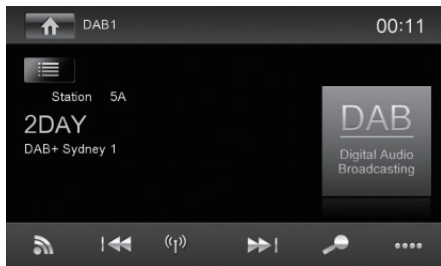 DAB1
00:11
Station 5A
2DAY
DAB+ Sydney 1
DAB
Digital Audio
Broadcasting